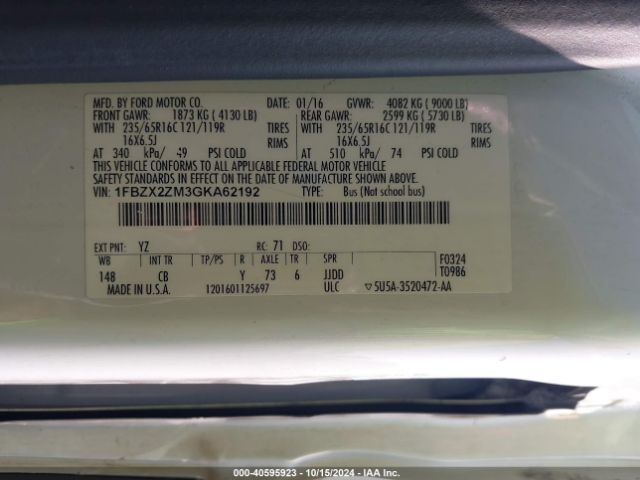 MFD. BY FORD MOTOR CO. DATE: 01/16 GVWR: 4082 KG ( 9000 LB)
FRONT GAWR: 1873 KG ( 4130 LB) REAR GAWR: 2599 KG ( 5730 LB)
WITH 235/65R16C 121/119R TIRES WITH 235/65R16C 121/119R TIRES
16X6.5J RIMS 16X6.5J RIMS
AT 340 kPa/ 49 PSI COLD AT 510 kPa/ 74 PSI COLD
THIS VEHICLE CONFORMS TO ALL APPLICABLE FEDERAL MOTOR VEHICLE
SAFETY STANDARDS IN EFFECT ON THE DATE OF MANUFACTURE SHOWN ABOVE.
VIN: 1FBZX2ZM3GKA62192 TYPE: Bus (Not school bus)
EXT PNT: YZ RC: 71 DSO:
WB INT TR TP/PS R AXLE TR SPR F0324
148 CB Y 73 6 JJDD T0986
MADE IN U.S.A. 1201601125697 ULC ▽5U5A-3520472-AA
000-40595923 - 10/15/2024 - IAA Inc.